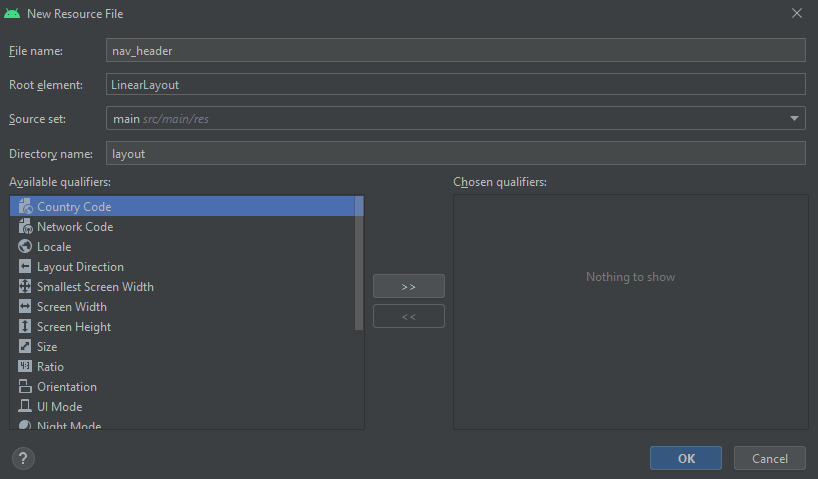 New Resource File
File name: nav_header
Root element: LinearLayout
Source set: main src/main/res
Directory name: layout
Available qualifiers:
Country Code
Network Code
Locale
Layout Direction
Smallest Screen Width
Screen Width
Screen Height
Size
Ratio
Orientation
UI Mode
Night Mode
>>
<<
Chosen qualifiers:
Nothing to show
?
OK Cancel